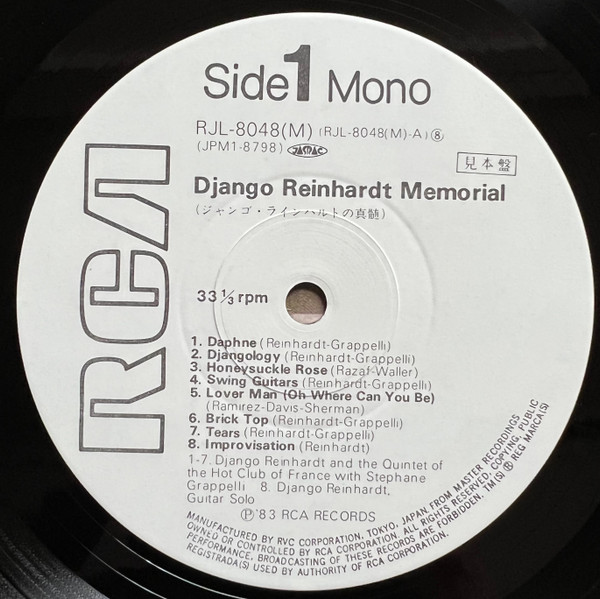 Side 1 Mono
RJL-8048(M) (RJL-8048(M)-A) ⑧
(JPM1-8798) JASRAC
見本盤
Django Reinhardt Memorial
(ジャンゴ・ラインハルトの真髄)
RCA
33 1/3 rpm
1. Daphne (Reinhardt-Grappelli)
2. Djangology (Reinhardt-Grappelli)
3. Honeysuckle Rose (Razaf-Waller)
4. Swing Guitars (Reinhardt-Grappelli)
5. Lover Man (Oh Where Can You Be)
(Ramirez-Davis-Sherman)
6. Brick Top (Reinhardt-Grappelli)
7. Tears (Reinhardt-Grappelli)
8. Improvisation (Reinhardt)
1-7. Django Reinhardt and the Quintet of
the Hot Club of France with Stephane
Grappelli 8. Django Reinhardt,
Guitar Solo
Ⓟ '83 RCA RECORDS
MANUFACTURED BY RVC CORPORATION, TOKYO, JAPAN, FROM MASTER RECORDINGS
OWNED OR CONTROLLED BY RCA CORPORATION. ALL RIGHTS RESERVED, COPYING, PUBLIC
PERFORMANCE, BROADCASTING OF THESE RECORDS ARE FORBIDDEN. TM(S) ® REG MARCA(S)
REGISTRADA(S) USED BY AUTHORITY OF RCA CORPORATION.